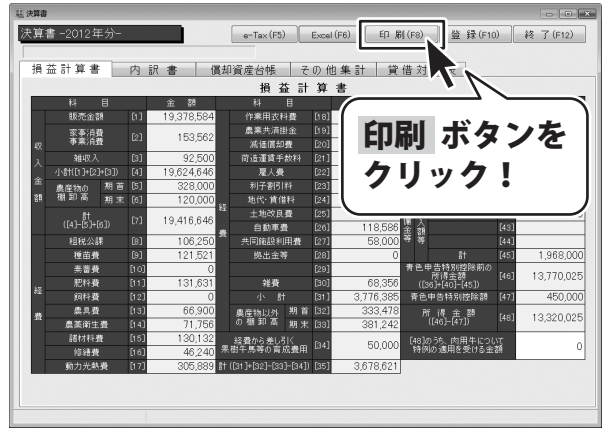 決算書
決算書 -2012年分-
e-Tax(F5) Excel(F6) 印 刷(F8) 登 録(F10) 終 了(F12)
損益計算書 内 訳 書 償却資産台帳 その他集計 貸借対 表
損 益 計 算 書
科 目 金 額 科 目
販売金額 [1] 19,378,584 作業用衣料費 [18]
家事消費 事業消費 [2] 153,562 農業共済掛金 [19]
減価償却費 [20]
収入金額
雑収入 [3] 92,500 荷造運賃手数料 [21]
小計([1]+[2]+[3]) [4] 19,624,646 雇人費 [22]
農産物の棚卸高 期首 [5] 328,000 利子割引料 [23]
期末 [6] 120,000 地代・賃借料 [24]
計 ([4]-[5]+[6]) [7] 19,416,646 土地改良費 [25]
経費 自動車費 [26] 118,586 [43]
租税公課 [8] 106,250 共同施設利用費 [27] 58,000 [44]
種苗費 [9] 121,521 拠出金等 [28] 0 計 [45] 1,968,000
素畜費 [10] 0 [29]
青色申告特別控除前の所得金額 ([36]+[40]-[45]) [46] 13,770,025
肥料費 [11] 131,631 雑費 [30] 68,356
飼料費 [12] 0 小 計 [31] 3,776,385 青色申告特別控除額 [47] 450,000
経費
農具費 [13] 66,900 農産物以外の棚卸高 期首 [32] 333,478 所 得 金 額 ([46]-[47]) [48] 13,320,025
農薬衛生費 [14] 71,756 期末 [33] 381,242
諸材料費 [15] 130,132 経費から差し引く果樹牛馬等の育成費用 [34] 50,000 [48]のうち、肉用牛について特例の適用を受ける金額 0
修繕費 [16] 46,240
動力光熱費 [17] 305,889 計([31]+[32]-[33]-[34]) [35] 3,678,621
印刷 ボタンを
クリック！